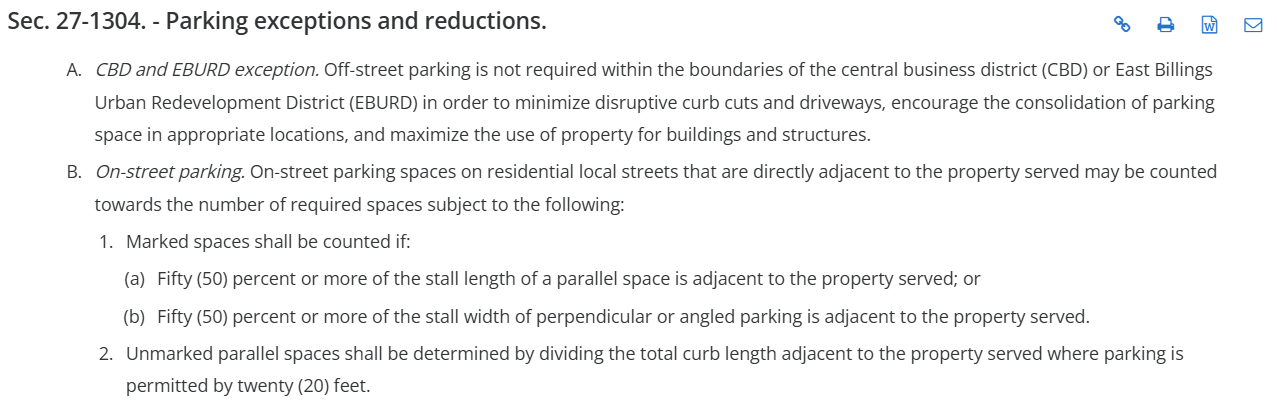 Sec. 27-1304. - Parking exceptions and reductions.
A. CBD and EBURD exception. Off-street parking is not required within the boundaries of the central business district (CBD) or East Billings
Urban Redevelopment District (EBURD) in order to minimize disruptive curb cuts and driveways, encourage the consolidation of parking
space in appropriate locations, and maximize the use of property for buildings and structures.
B. On-street parking. On-street parking spaces on residential local streets that are directly adjacent to the property served may be counted
towards the number of required spaces subject to the following:
1. Marked spaces shall be counted if:
(a) Fifty (50) percent or more of the stall length of a parallel space is adjacent to the property served; or
(b) Fifty (50) percent or more of the stall width of perpendicular or angled parking is adjacent to the property served.
2. Unmarked parallel spaces shall be determined by dividing the total curb length adjacent to the property served where parking is
permitted by twenty (20) feet.